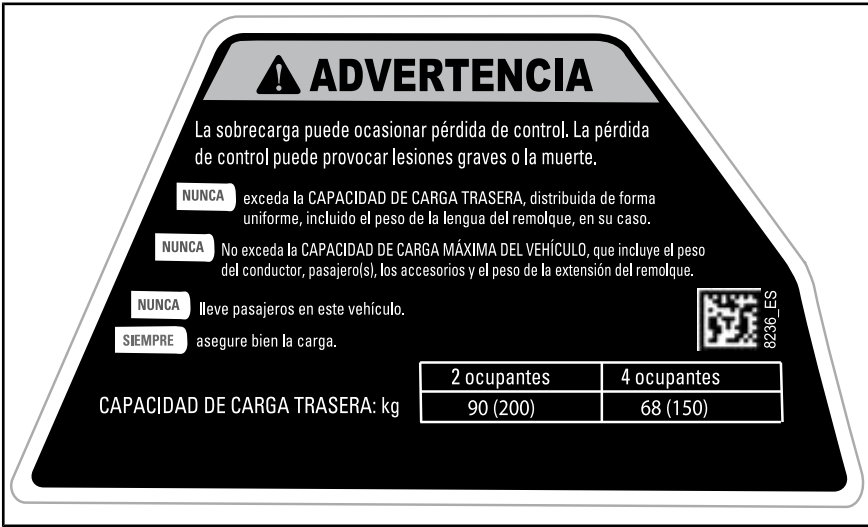 ADVERTENCIA
La sobrecarga puede ocasionar pérdida de control. La pérdida
de control puede provocar lesiones graves o la muerte.
NUNCA exceda la CAPACIDAD DE CARGA TRASERA, distribuida de forma
uniforme, incluido el peso de la lengua del remolque, en su caso.
NUNCA No exceda la CAPACIDAD DE CARGA MÁXIMA DEL VEHÍCULO, que incluye el peso
del conductor, pasajero(s), los accesorios y el peso de la extensión del remolque.
NUNCA lleve pasajeros en este vehículo.
SIEMPRE asegure bien la carga.
8236_ES
2 ocupantes 4 ocupantes
CAPACIDAD DE CARGA TRASERA: kg 90 (200) 68 (150)